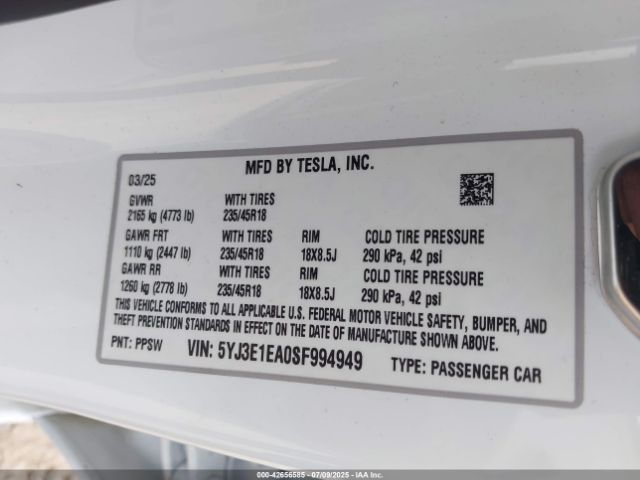 MFD BY TESLA, INC.
03/25
GVWR WITH TIRES
2165 kg (4773 lb) 235/45R18
GAWR FRT WITH TIRES RIM COLD TIRE PRESSURE
1110 kg (2447 lb) 235/45R18 18X8.5J 290 kPa, 42 psi
GAWR RR WITH TIRES RIM COLD TIRE PRESSURE
1260 kg (2778 lb) 235/45R18 18X8.5J 290 kPa, 42 psi
THIS VEHICLE CONFORMS TO ALL APPLICABLE U.S. FEDERAL MOTOR VEHICLE SAFETY, BUMPER, AND
THEFT PREVENTION STANDARDS IN EFFECT ON THE DATE OF MANUFACTURE SHOWN ABOVE.
PNT: PPSW VIN: 5YJ3E1EA0SF994949 TYPE: PASSENGER CAR
000-42656585 - 07/09/2025 - IAAI.COM